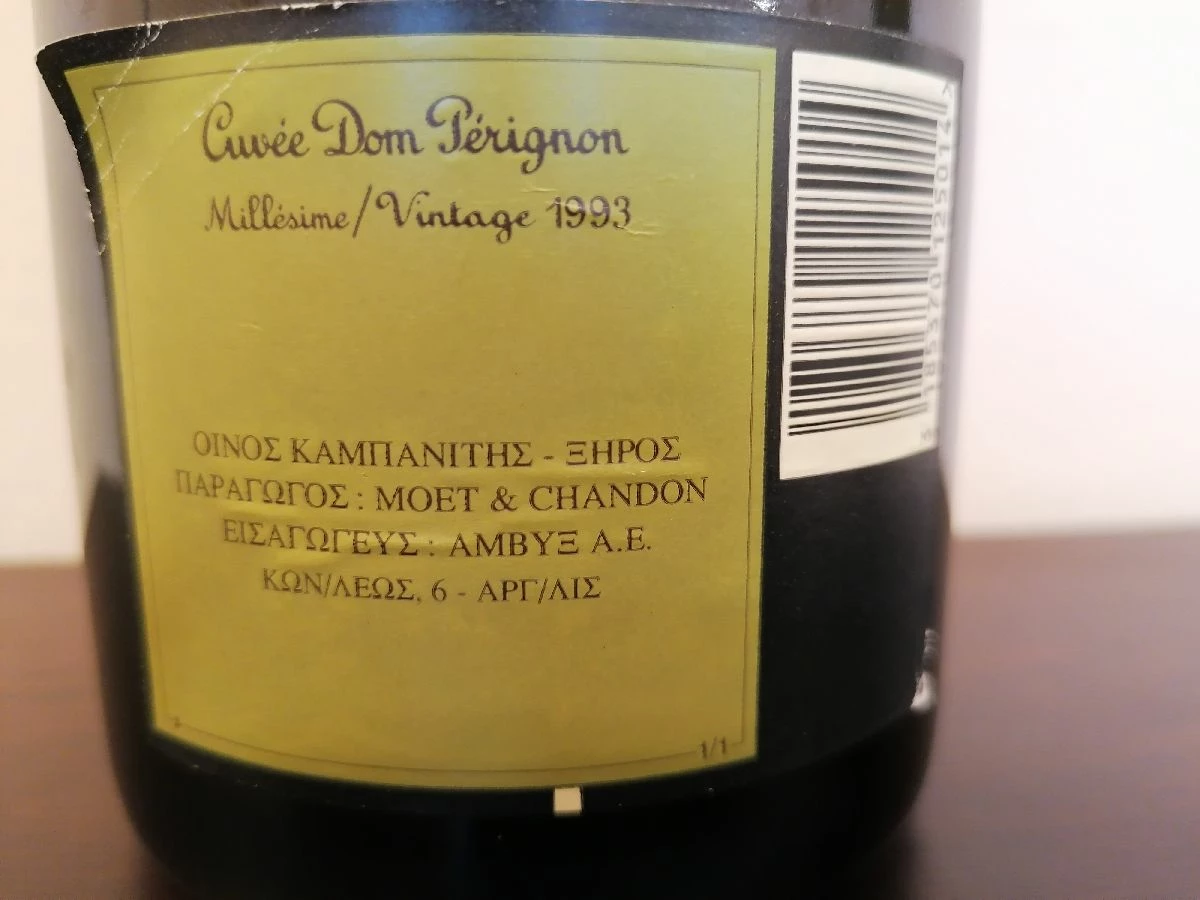 Cuvée Dom Pérignon
Millésime/Vintage 1993
ΟΙΝΟΣ ΚΑΜΠΑΝΙΤΗΣ - ΞΗΡΟΣ
ΠΑΡΑΓΩΓΟΣ : MOET & CHANDON
ΕΙΣΑΓΩΓΕΥΣ : ΑΜΒΥΞ Α.Ε.
ΚΩΝ/ΛΕΩΣ, 6 - ΑΡΓ/ΛΙΣ
1/1